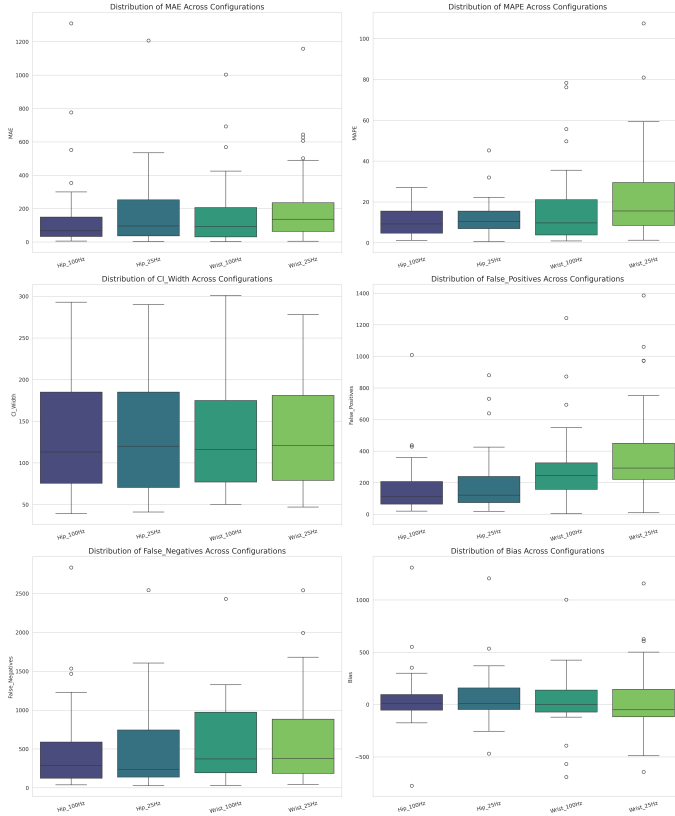 Distribution of MAE Across Configurations
MAE
1200
1000
800
600
400
200
0
Hip_100Hz
Hip_25Hz
Wrist_100Hz
Wrist_25Hz
Distribution of MAPE Across Configurations
MAPE
100
80
60
40
20
0
Hip_100Hz
Hip_25Hz
Wrist_100Hz
Wrist_25Hz
Distribution of CI_Width Across Configurations
CI_Width
300
250
200
150
100
50
Hip_100Hz
Hip_25Hz
Wrist_100Hz
Wrist_25Hz
Distribution of False_Positives Across Configurations
False_Positives
1400
1200
1000
800
600
400
200
0
Hip_100Hz
Hip_25Hz
Wrist_100Hz
Wrist_25Hz
Distribution of False_Negatives Across Configurations
False_Negatives
2500
2000
1500
1000
500
0
Hip_100Hz
Hip_25Hz
Wrist_100Hz
Wrist_25Hz
Distribution of Bias Across Configurations
Bias
1000
500
0
−500
Hip_100Hz
Hip_25Hz
Wrist_100Hz
Wrist_25Hz